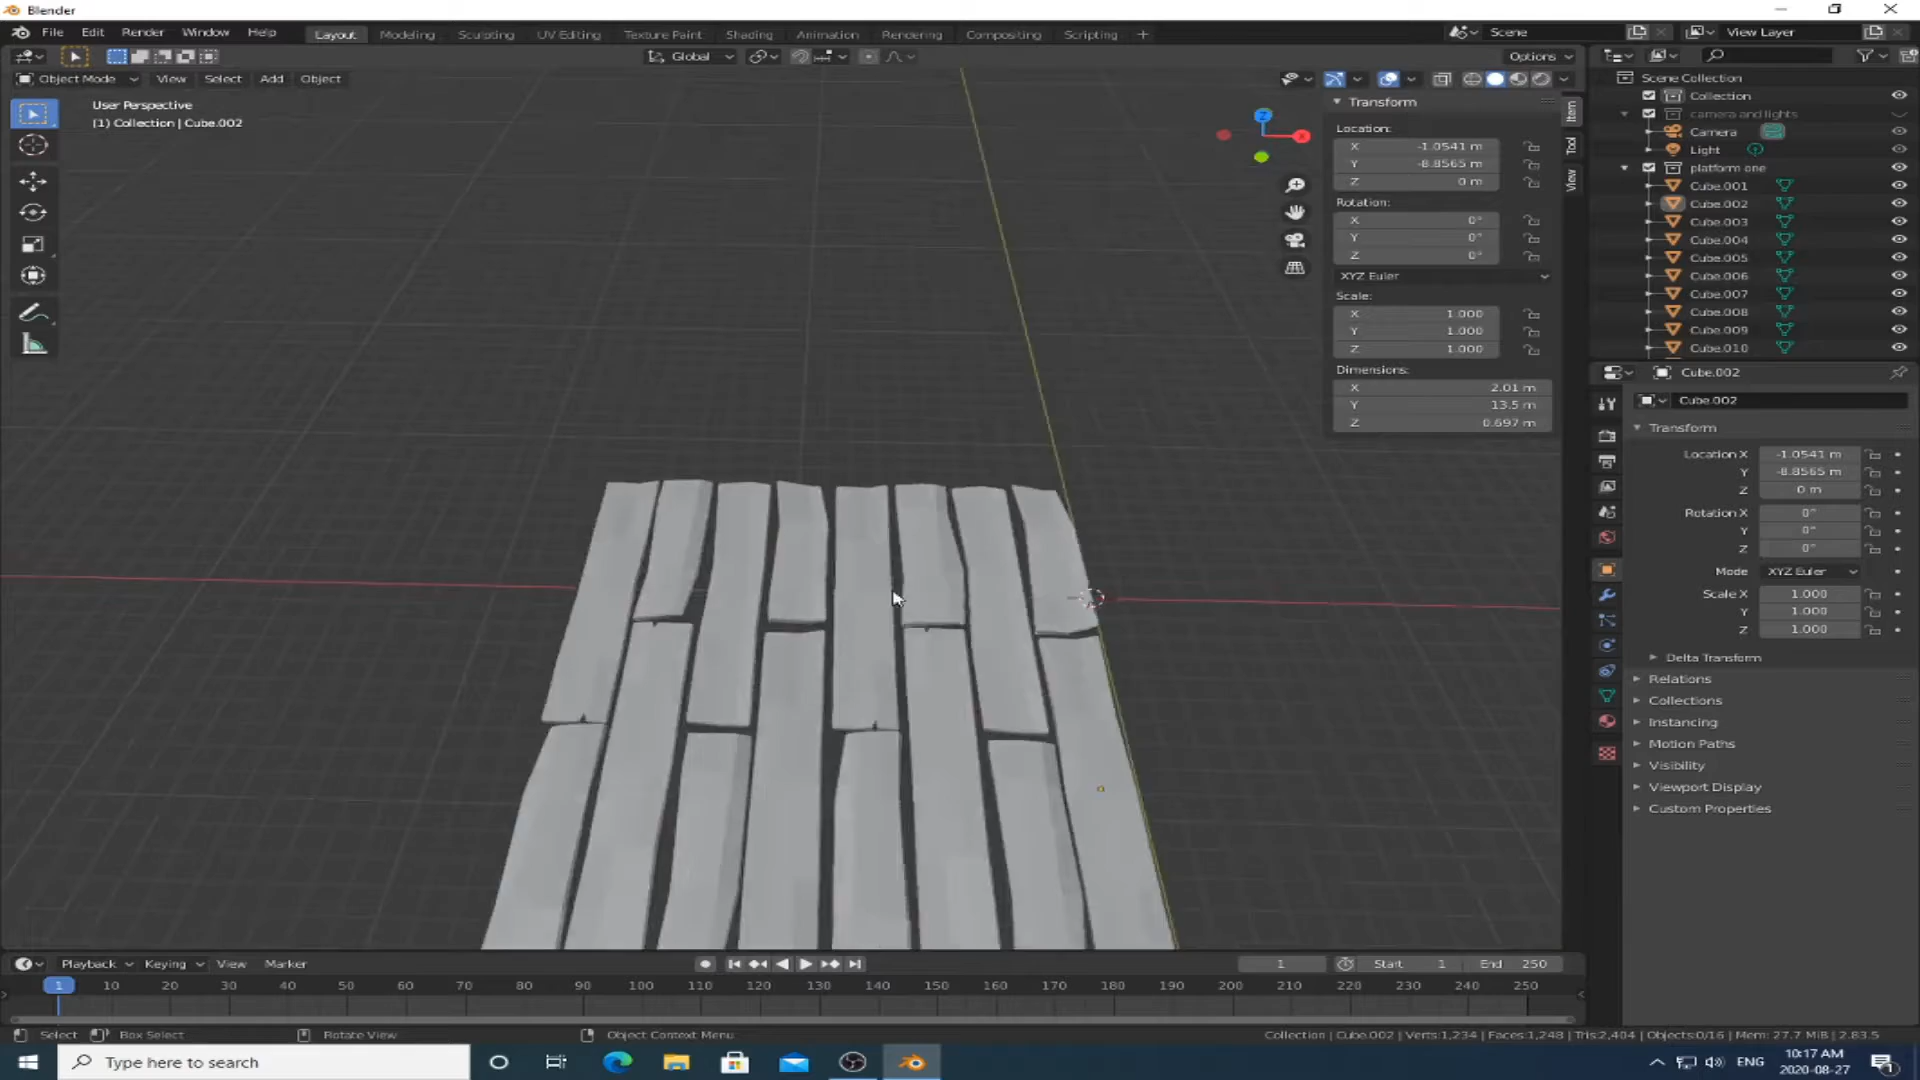 Blender
File Edit Render Window Help
Layout Modeling Sculpting UV Editing Texture Paint Shading Animation Rendering Compositing Scripting +
Scene
View Layer
Global
Options
Object Mode View Select Add Object
User Perspective
(1) Collection | Cube.002
Z
X
Transform
Location:
X -1.0541 m
Y -8.8565 m
Z 0 m
Rotation:
X 0°
Y 0°
Z 0°
XYZ Euler
Scale:
X 1.000
Y 1.000
Z 1.000
Dimensions:
X 2.01 m
Y 13.5 m
Z 0.697 m
Item
Tool
View
Scene Collection
Collection
camera and lights
Camera
Light
platform one
Cube.001
Cube.002
Cube.003
Cube.004
Cube.005
Cube.006
Cube.007
Cube.008
Cube.009
Cube.010
Cube.002
Cube.002
Transform
Location X -1.0541 m
Y -8.8565 m
Z 0 m
Rotation X 0°
Y 0°
Z 0°
Mode XYZ Euler
Scale X 1.000
Y 1.000
Z 1.000
Delta Transform
Relations
Collections
Instancing
Motion Paths
Visibility
Viewport Display
Custom Properties
Playback Keying View Marker
1 Start 1 End 250
1 10 20 30 40 50 60 70 80 90 100 110 120 130 140 150 160 170 180 190 200 210 220 230 240 250
Select Box Select Rotate View Object Context Menu
Collection | Cube.002 | Verts:1,234 | Faces:1,248 | Tris:2,404 | Objects:0/16 | Mem: 27.7 MiB | 2.83.5
Type here to search
ENG
10:17 AM
2020-08-27